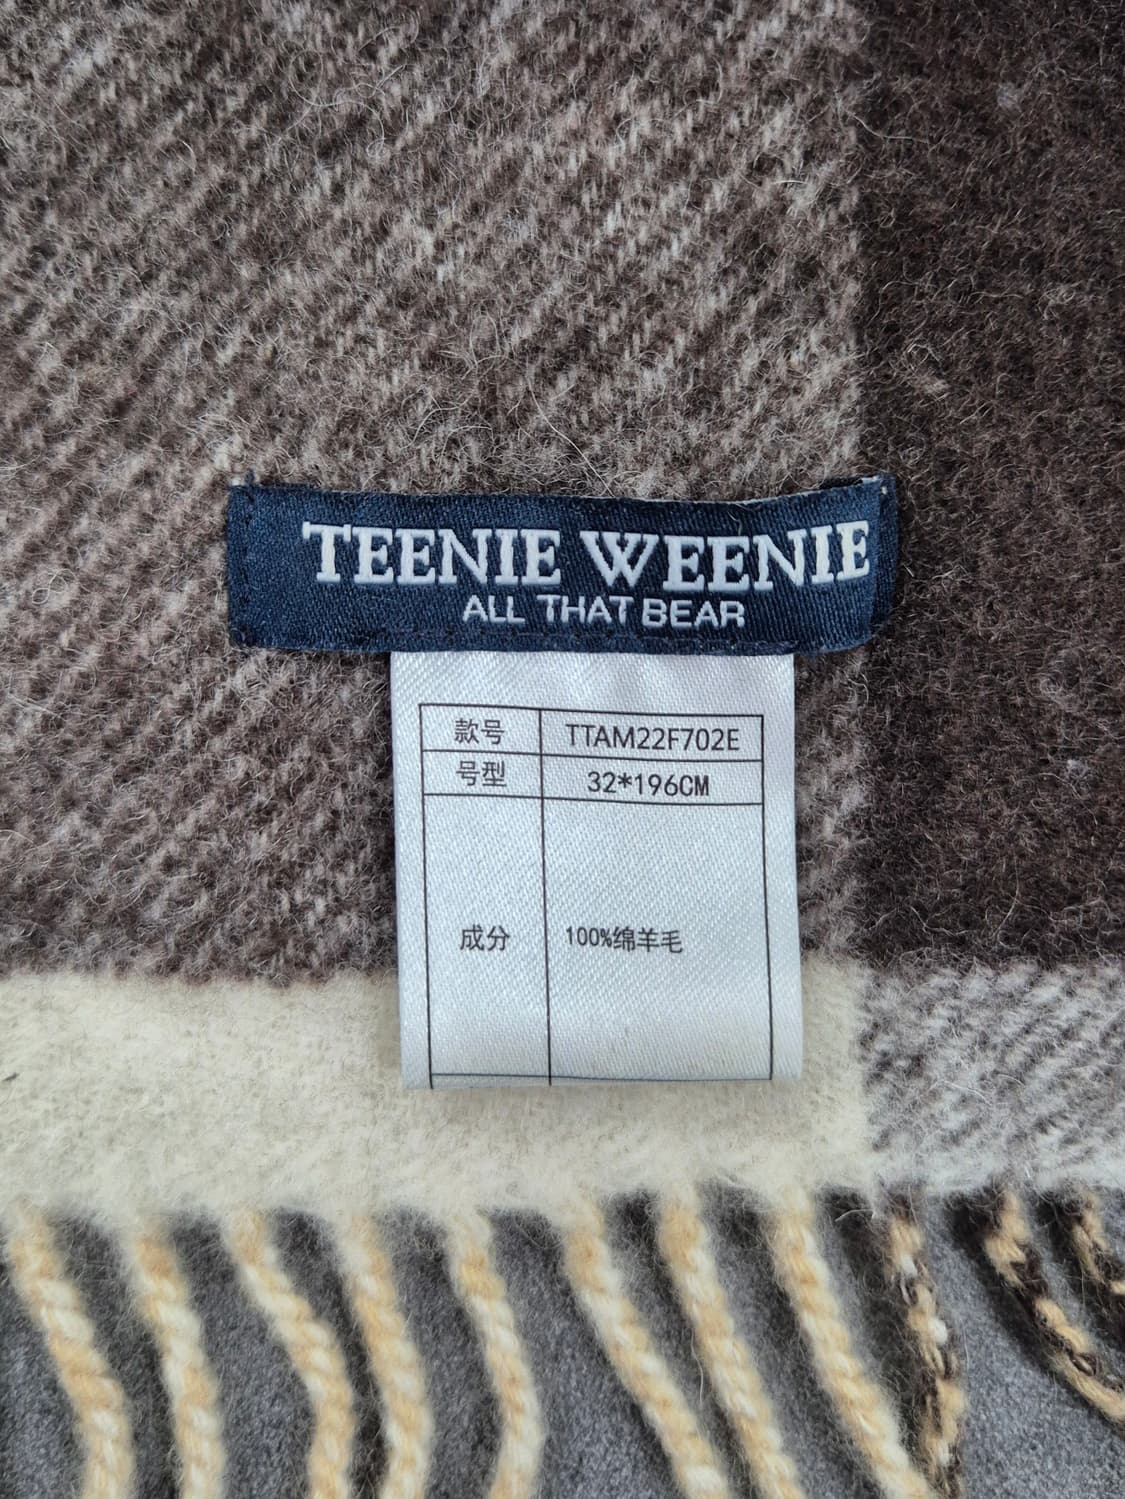 TEENIE WEENIE
ALL THAT BEAR
款号 TTAM22F702E
号型 32*196CM
成分 100%绵羊毛